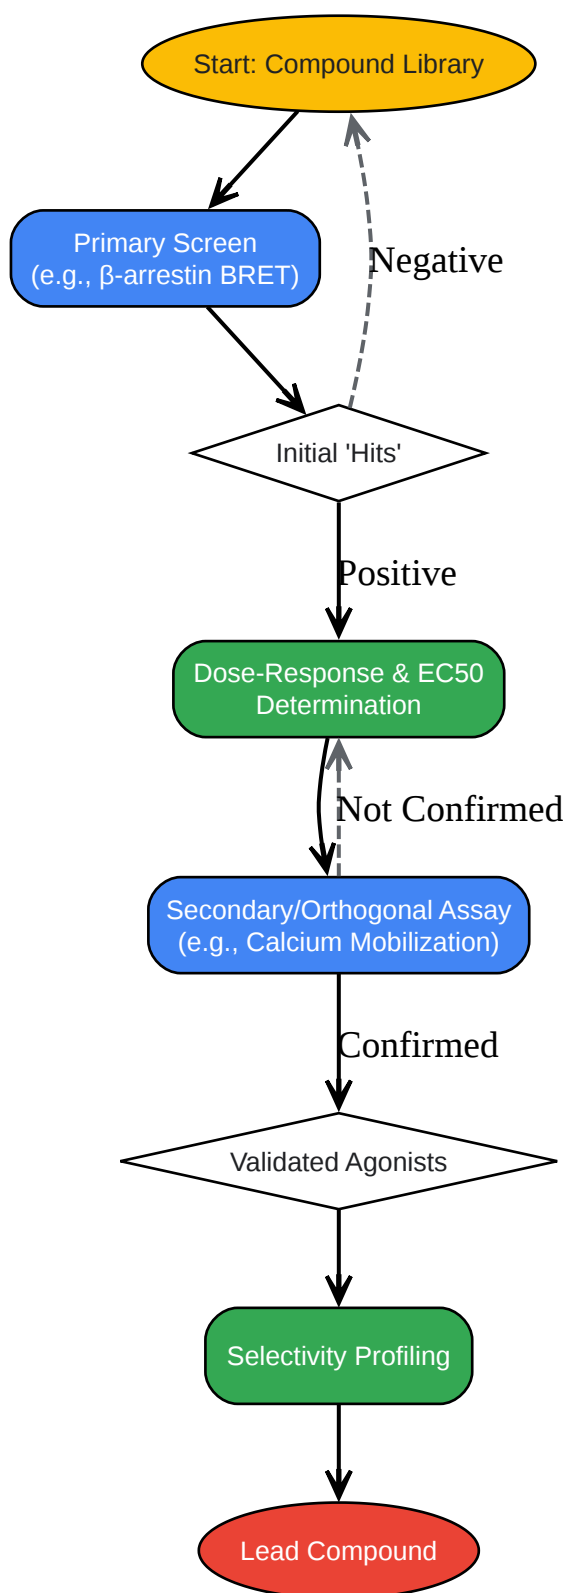 Start: Compound Library
Primary Screen
(e.g., β-arrestin BRET)
Negative
Initial 'Hits'
Positive
Dose-Response & EC50
Determination
Not Confirmed
Secondary/Orthogonal Assay
(e.g., Calcium Mobilization)
Confirmed
Validated Agonists
Selectivity Profiling
Lead Compound